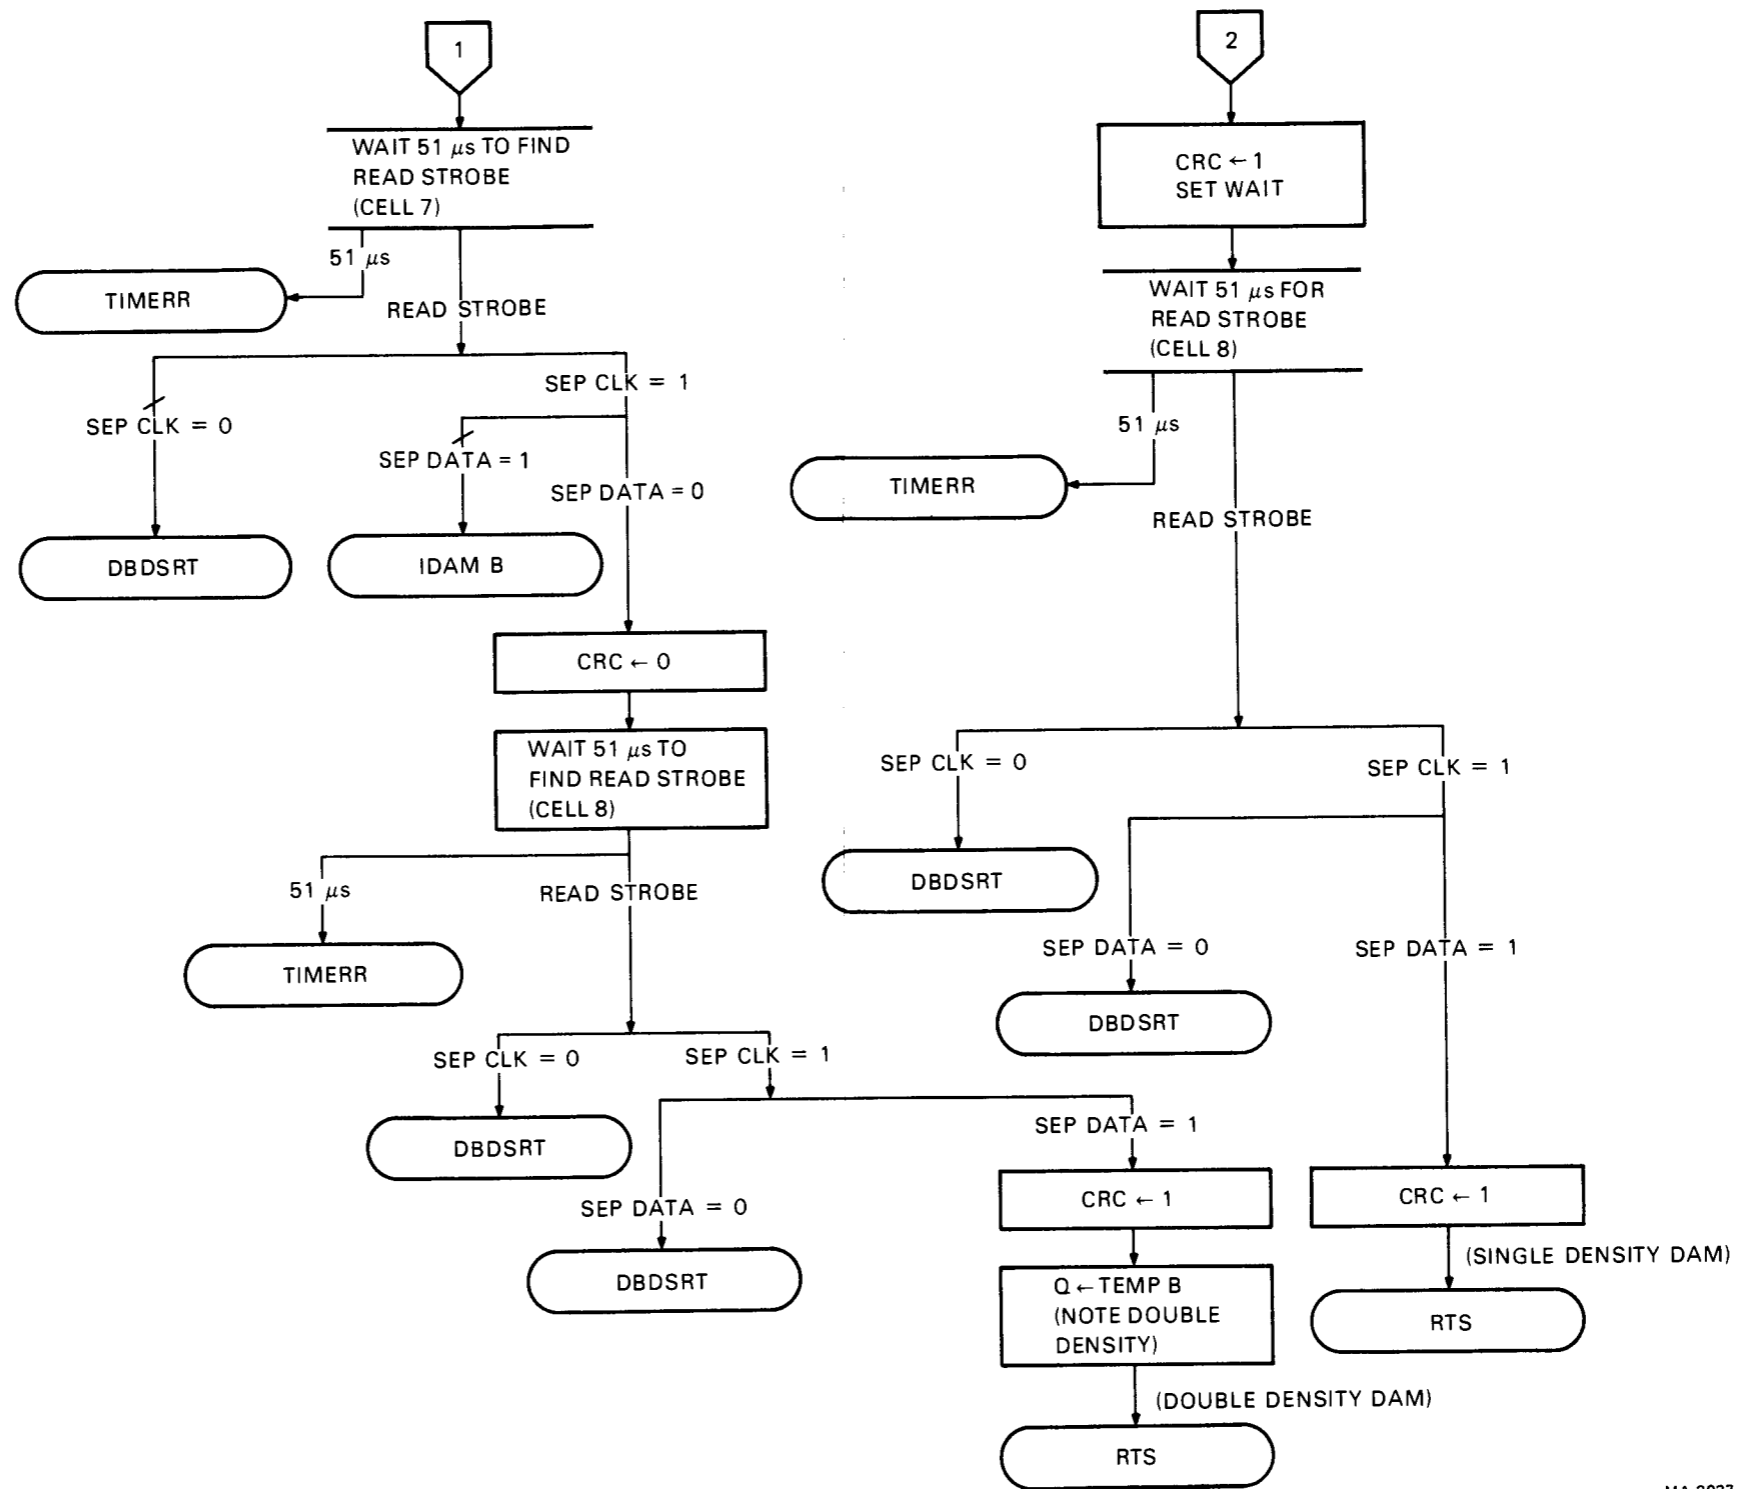 1
WAIT 51 μs TO FIND
READ STROBE
(CELL 7)
51 μs
TIMERR
READ STROBE
SEP CLK = 0
SEP CLK = 1
SEP DATA = 1
SEP DATA = 0
DBDSRT
IDAM B
CRC ← 0
WAIT 51 μs TO
FIND READ STROBE
(CELL 8)
51 μs
READ STROBE
TIMERR
SEP CLK = 0
SEP CLK = 1
DBDSRT
SEP DATA = 0
DBDSRT
SEP DATA = 1
CRC ← 1
Q ← TEMP B
(NOTE DOUBLE
DENSITY)
(DOUBLE DENSITY DAM)
RTS
2
CRC ← 1
SET WAIT
WAIT 51 μs FOR
READ STROBE
(CELL 8)
51 μs
TIMERR
READ STROBE
SEP CLK = 0
SEP CLK = 1
DBDSRT
SEP DATA = 0
SEP DATA = 1
DBDSRT
CRC ← 1
(SINGLE DENSITY DAM)
RTS